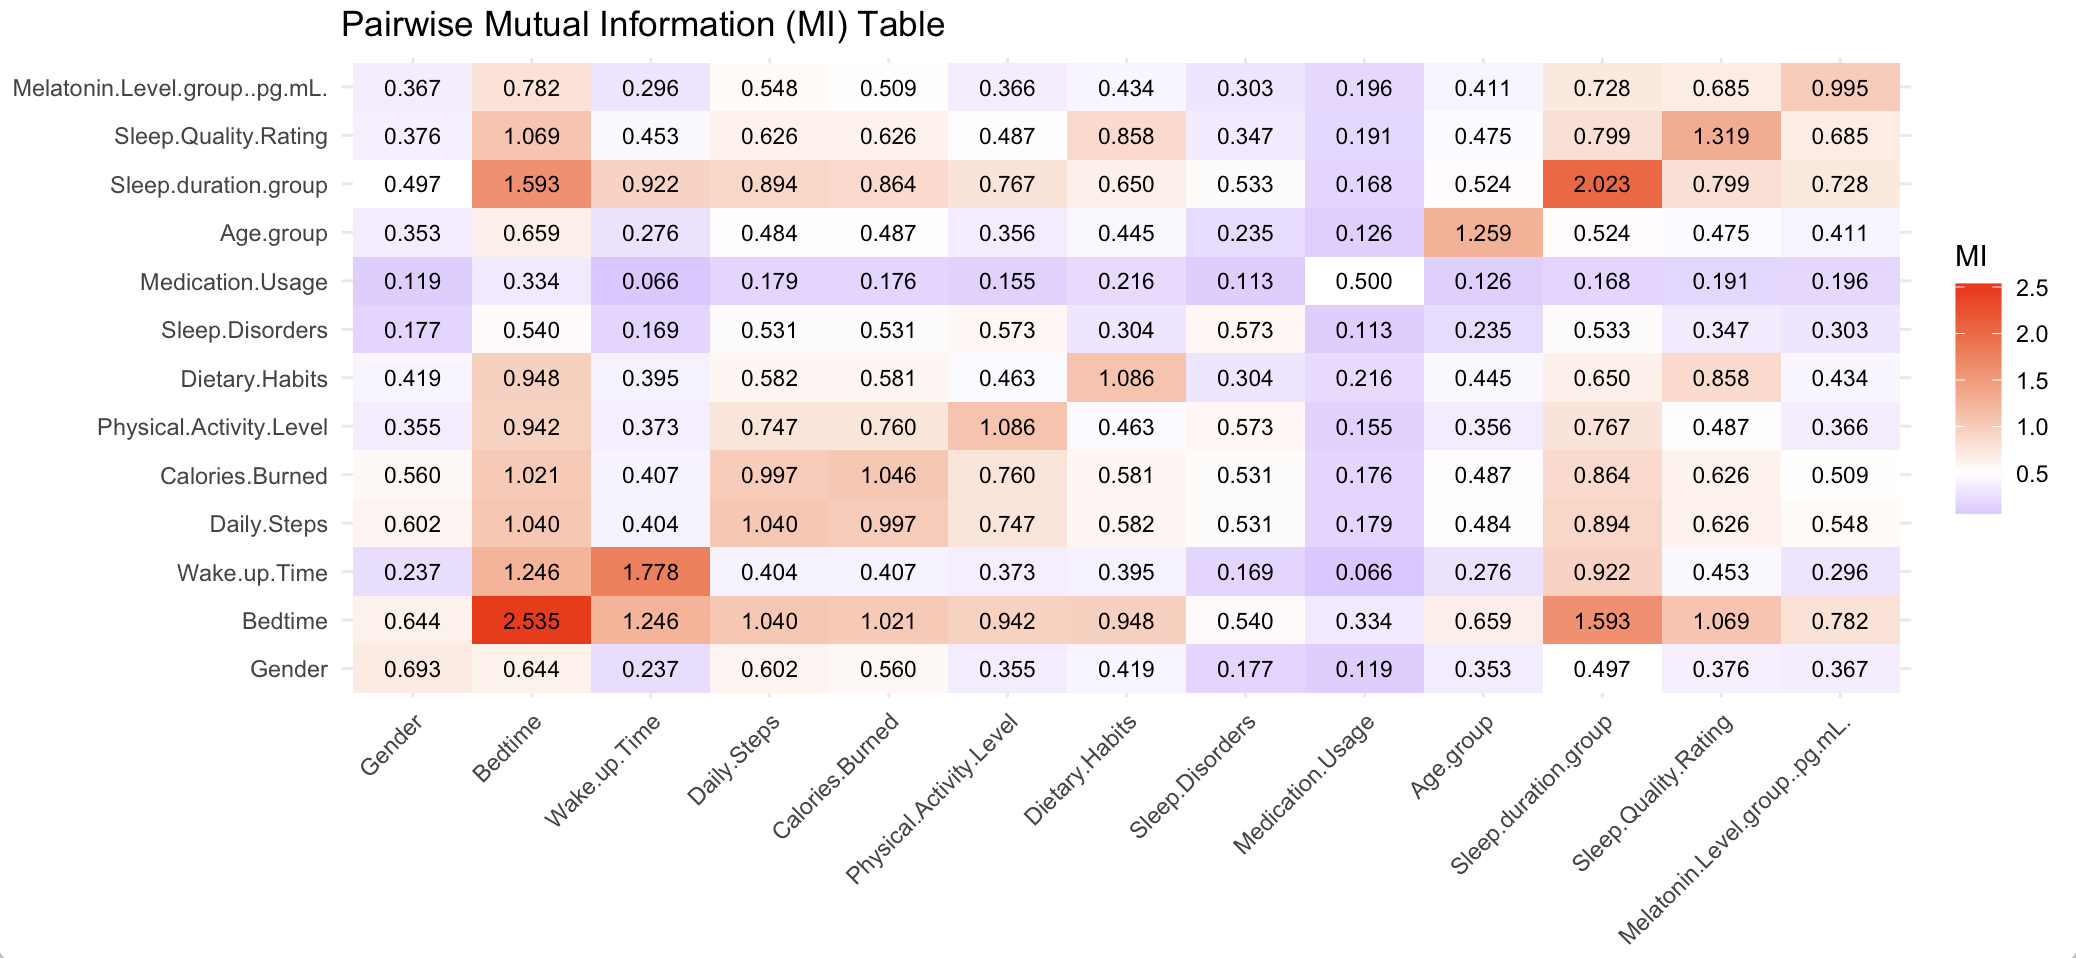 Pairwise Mutual Information (MI) Table
Melatonin.Level.group..pg.mL. 0.367 0.782 0.296 0.548 0.509 0.366 0.434 0.303 0.196 0.411 0.728 0.685 0.995
Sleep.Quality.Rating 0.376 1.069 0.453 0.626 0.626 0.487 0.858 0.347 0.191 0.475 0.799 1.319 0.685
Sleep.duration.group 0.497 1.593 0.922 0.894 0.864 0.767 0.650 0.533 0.168 0.524 2.023 0.799 0.728
Age.group 0.353 0.659 0.276 0.484 0.487 0.356 0.445 0.235 0.126 1.259 0.524 0.475 0.411
Medication.Usage 0.119 0.334 0.066 0.179 0.176 0.155 0.216 0.113 0.500 0.126 0.168 0.191 0.196
Sleep.Disorders 0.177 0.540 0.169 0.531 0.531 0.573 0.304 0.573 0.113 0.235 0.533 0.347 0.303
Dietary.Habits 0.419 0.948 0.395 0.582 0.581 0.463 1.086 0.304 0.216 0.445 0.650 0.858 0.434
Physical.Activity.Level 0.355 0.942 0.373 0.747 0.760 1.086 0.463 0.573 0.155 0.356 0.767 0.487 0.366
Calories.Burned 0.560 1.021 0.407 0.997 1.046 0.760 0.581 0.531 0.176 0.487 0.864 0.626 0.509
Daily.Steps 0.602 1.040 0.404 1.040 0.997 0.747 0.582 0.531 0.179 0.484 0.894 0.626 0.548
Wake.up.Time 0.237 1.246 1.778 0.404 0.407 0.373 0.395 0.169 0.066 0.276 0.922 0.453 0.296
Bedtime 0.644 2.535 1.246 1.040 1.021 0.942 0.948 0.540 0.334 0.659 1.593 1.069 0.782
Gender 0.693 0.644 0.237 0.602 0.560 0.355 0.419 0.177 0.119 0.353 0.497 0.376 0.367
Gender
Bedtime
Wake.up.Time
Daily.Steps
Calories.Burned
Physical.Activity.Level
Dietary.Habits
Sleep.Disorders
Medication.Usage
Age.group
Sleep.duration.group
Sleep.Quality.Rating
Melatonin.Level.group..pg.mL.
MI
2.5
2.0
1.5
1.0
0.5